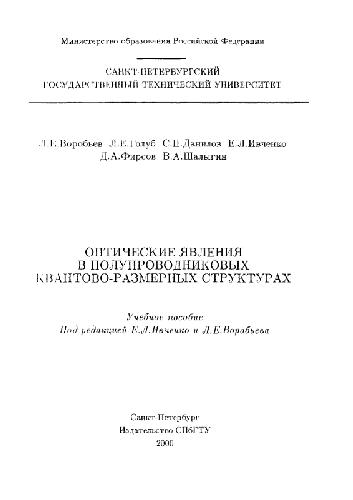 Министерство образования Российской Федерации
САНКТ-ПЕТЕРБУРГСКИЙ
ГОСУДАРСТВЕННЫЙ ТЕХНИЧЕСКИЙ УНИВЕРСИТЕТ
Л.Е.Воробьев Л.Е.Голуб С.Н.Данилов Е.Л.Ивченко
Д.А.Фирсов В.А.Шалыгин
ОПТИЧЕСКИЕ ЯВЛЕНИЯ
В ПОЛУПРОВОДНИКОВЫХ
КВАНТОВО-РАЗМЕРНЫХ СТРУКТУРАХ
Учебное пособие
Под редакцией Е.Л.Ивченко и Л.Е.Воробьева
Санкт-Петербург
Издательство СПбГТУ
2000